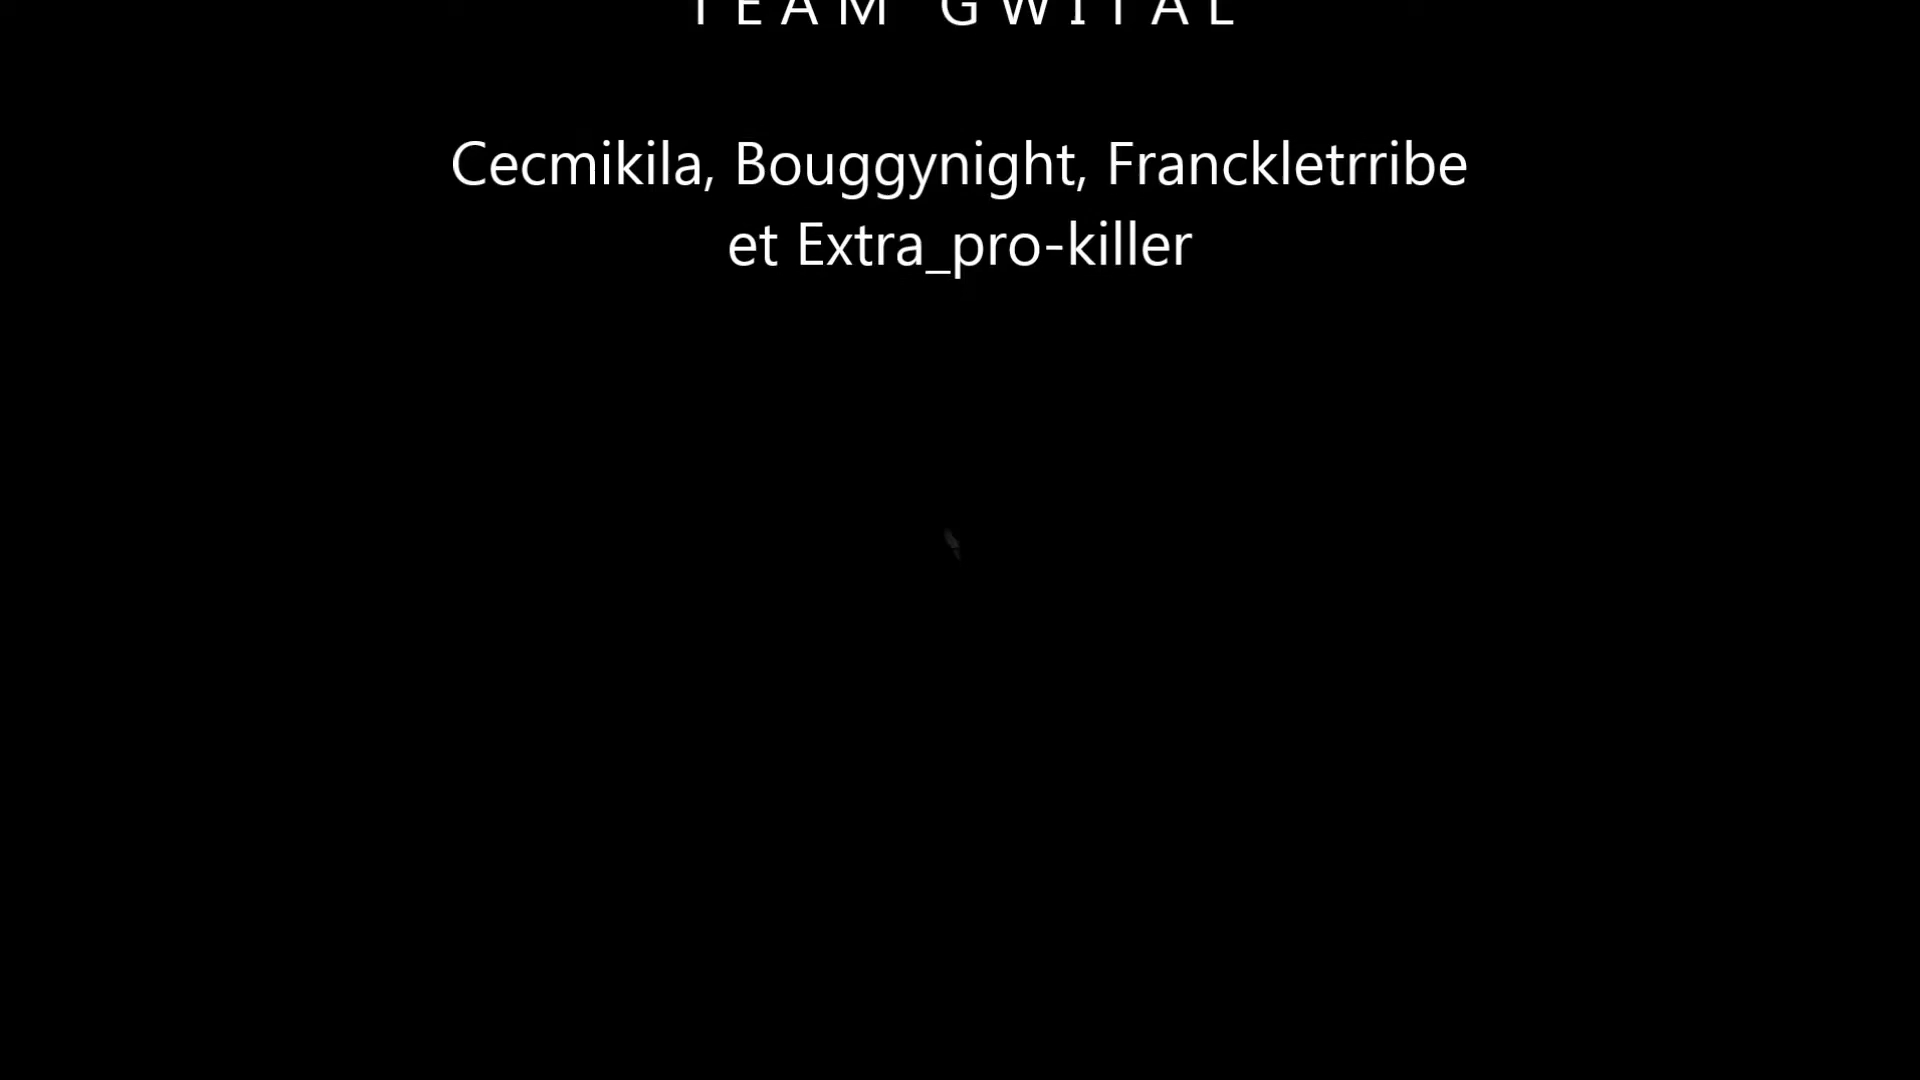 TEAM GWITAL
Cecmikila, Bouggynight, Franckletrribe
et Extra_pro-killer